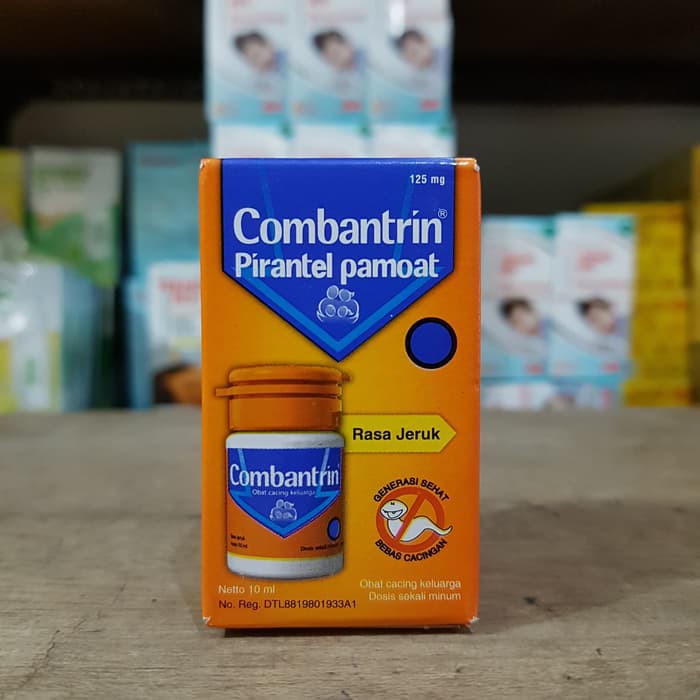 125 mg
Combantrin®
Pirantel pamoat
Rasa Jeruk
Combantrin
Obat cacing keluarga
GENERASI SEHAT
BEBAS CACINGAN
Netto 10 ml
No. Reg. DTL8819801933A1
Obat cacing keluarga
Dosis sekali minum